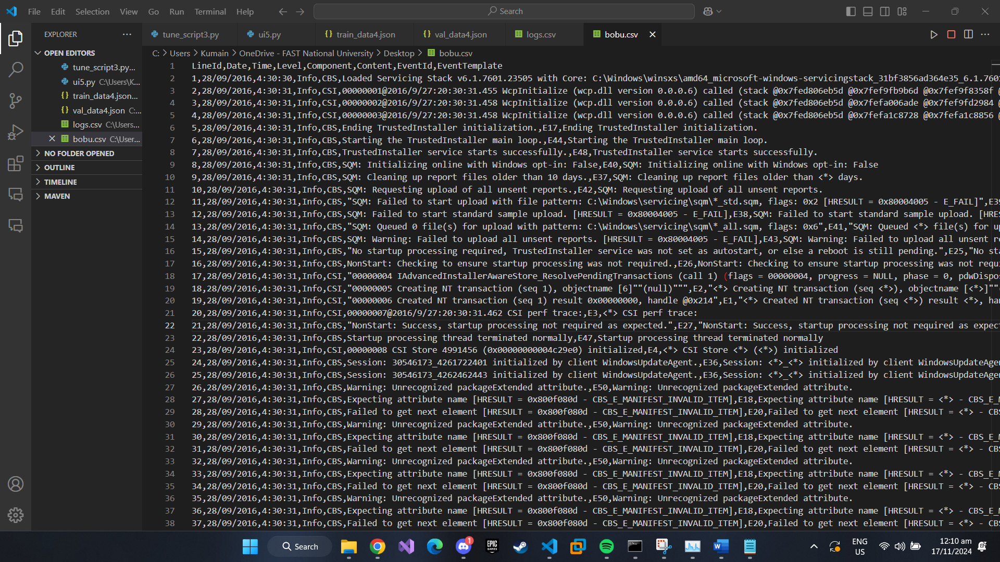 File Edit Selection View Go Run Terminal Help
Search
EXPLORER
OPEN EDITORS
tune_script3.py...
ui5.py C:\Users\K...
train_data4.json...
val_data4.json C:...
logs.csv C:\Users...
bobu.csv C:\User...
NO FOLDER OPENED
OUTLINE
TIMELINE
MAVEN
tune_script3.py ui5.py train_data4.json val_data4.json logs.csv bobu.csv
C: > Users > Kumain > OneDrive - FAST National University > Desktop > bobu.csv
1 LineId,Date,Time,Level,Component,Content,EventId,EventTemplate
2 1,28/09/2016,4:30:30,Info,CBS,Loaded Servicing Stack v6.1.7601.23505 with Core: C:\Windows\winsxs\amd64_microsoft-windows-servicingstack_31bf3856ad364e35_6.1.7601
3 2,28/09/2016,4:30:31,Info,CSI,00000001@2016/9/27:20:30:31.455 WcpInitialize (wcp.dll version 0.0.0.6) called (stack @0x7fed806eb5d @0x7fef9fb9b6d @0x7fef9f8358f @
4 3,28/09/2016,4:30:31,Info,CSI,00000002@2016/9/27:20:30:31.458 WcpInitialize (wcp.dll version 0.0.0.6) called (stack @0x7fed806eb5d @0x7fefa006ade @0x7fef9fd2984 @
5 4,28/09/2016,4:30:31,Info,CSI,00000003@2016/9/27:20:30:31.458 WcpInitialize (wcp.dll version 0.0.0.6) called (stack @0x7fed806eb5d @0x7fefa1c8728 @0x7fefa1c8856 @
6 5,28/09/2016,4:30:31,Info,CBS,Ending TrustedInstaller initialization.,E17,Ending TrustedInstaller initialization.
7 6,28/09/2016,4:30:31,Info,CBS,Starting the TrustedInstaller main loop.,E44,Starting the TrustedInstaller main loop.
8 7,28/09/2016,4:30:31,Info,CBS,TrustedInstaller service starts successfully.,E48,TrustedInstaller service starts successfully.
9 8,28/09/2016,4:30:31,Info,CBS,SQM: Initializing online with Windows opt-in: False,E40,SQM: Initializing online with Windows opt-in: False
10 9,28/09/2016,4:30:31,Info,CBS,SQM: Cleaning up report files older than 10 days.,E37,SQM: Cleaning up report files older than <*> days.
11 10,28/09/2016,4:30:31,Info,CBS,SQM: Requesting upload of all unsent reports.,E42,SQM: Requesting upload of all unsent reports.
12 11,28/09/2016,4:30:31,Info,CBS,"SQM: Failed to start upload with file pattern: C:\Windows\servicing\sqm\*_std.sqm, flags: 0x2 [HRESULT = 0x80004005 - E_FAIL]",E39
13 12,28/09/2016,4:30:31,Info,CBS,SQM: Failed to start standard sample upload. [HRESULT = 0x80004005 - E_FAIL],E38,SQM: Failed to start standard sample upload. [HRES
14 13,28/09/2016,4:30:31,Info,CBS,"SQM: Queued 0 file(s) for upload with pattern: C:\Windows\servicing\sqm\*_all.sqm, flags: 0x6",E41,"SQM: Queued <*> file(s) for up
15 14,28/09/2016,4:30:31,Info,CBS,SQM: Warning: Failed to upload all unsent reports. [HRESULT = 0x80004005 - E_FAIL],E43,SQM: Warning: Failed to upload all unsent re
16 15,28/09/2016,4:30:31,Info,CBS,"No startup processing required, TrustedInstaller service was not set as autostart, or else a reboot is still pending.",E25,"No sta
17 16,28/09/2016,4:30:31,Info,CBS,NonStart: Checking to ensure startup processing was not required.,E26,NonStart: Checking to ensure startup processing was not requi
18 17,28/09/2016,4:30:31,Info,CSI,"00000004 IAdvancedInstallerAwareStore_ResolvePendingTransactions (call 1) (flags = 00000004, progress = NULL, phase = 0, pdwDispos
19 18,28/09/2016,4:30:31,Info,CSI,"00000005 Creating NT transaction (seq 1), objectname [6]""(null)""",E2,"<*> Creating NT transaction (seq <*>), objectname [<*>]""(
20 19,28/09/2016,4:30:31,Info,CSI,"00000006 Created NT transaction (seq 1) result 0x00000000, handle @0x214",E1,"<*> Created NT transaction (seq <*>) result <*>, han
21 20,28/09/2016,4:30:31,Info,CSI,00000007@2016/9/27:20:30:31.462 CSI perf trace:,E3,<*> CSI perf trace:
22 21,28/09/2016,4:30:31,Info,CBS,"NonStart: Success, startup processing not required as expected.",E27,"NonStart: Success, startup processing not required as expect
23 22,28/09/2016,4:30:31,Info,CBS,Startup processing thread terminated normally,E47,Startup processing thread terminated normally
24 23,28/09/2016,4:30:31,Info,CSI,00000008 CSI Store 4991456 (0x00000000004c29e0) initialized,E4,<*> CSI Store <*> (<*>) initialized
25 24,28/09/2016,4:30:31,Info,CBS,Session: 30546173_4261722401 initialized by client WindowsUpdateAgent.,E36,Session: <*>_<*> initialized by client WindowsUpdateAgen
26 25,28/09/2016,4:30:31,Info,CBS,Session: 30546173_4262462443 initialized by client WindowsUpdateAgent.,E36,Session: <*>_<*> initialized by client WindowsUpdateAgen
27 26,28/09/2016,4:30:31,Info,CBS,Warning: Unrecognized packageExtended attribute.,E50,Warning: Unrecognized packageExtended attribute.
28 27,28/09/2016,4:30:31,Info,CBS,Expecting attribute name [HRESULT = 0x800f080d - CBS_E_MANIFEST_INVALID_ITEM],E18,Expecting attribute name [HRESULT = <*> - CBS_E_M
29 28,28/09/2016,4:30:31,Info,CBS,Failed to get next element [HRESULT = 0x800f080d - CBS_E_MANIFEST_INVALID_ITEM],E20,Failed to get next element [HRESULT = <*> - CBS
30 29,28/09/2016,4:30:31,Info,CBS,Warning: Unrecognized packageExtended attribute.,E50,Warning: Unrecognized packageExtended attribute.
31 30,28/09/2016,4:30:31,Info,CBS,Expecting attribute name [HRESULT = 0x800f080d - CBS_E_MANIFEST_INVALID_ITEM],E18,Expecting attribute name [HRESULT = <*> - CBS_E_M
32 31,28/09/2016,4:30:31,Info,CBS,Failed to get next element [HRESULT = 0x800f080d - CBS_E_MANIFEST_INVALID_ITEM],E20,Failed to get next element [HRESULT = <*> - CBS
33 32,28/09/2016,4:30:31,Info,CBS,Warning: Unrecognized packageExtended attribute.,E50,Warning: Unrecognized packageExtended attribute.
34 33,28/09/2016,4:30:31,Info,CBS,Expecting attribute name [HRESULT = 0x800f080d - CBS_E_MANIFEST_INVALID_ITEM],E18,Expecting attribute name [HRESULT = <*> - CBS_E_M
35 34,28/09/2016,4:30:31,Info,CBS,Failed to get next element [HRESULT = 0x800f080d - CBS_E_MANIFEST_INVALID_ITEM],E20,Failed to get next element [HRESULT = <*> - CBS
36 35,28/09/2016,4:30:31,Info,CBS,Warning: Unrecognized packageExtended attribute.,E50,Warning: Unrecognized packageExtended attribute.
37 36,28/09/2016,4:30:31,Info,CBS,Expecting attribute name [HRESULT = 0x800f080d - CBS_E_MANIFEST_INVALID_ITEM],E18,Expecting attribute name [HRESULT = <*> - CBS_E_M
38 37,28/09/2016,4:30:31,Info,CBS,Failed to get next element [HRESULT = 0x800f080d - CBS_E_MANIFEST_INVALID_ITEM],E20,Failed to get next element [HRESULT = <*> - CBS
Search
1
EPIC GAMES
ENG
US
12:10 am
17/11/2024